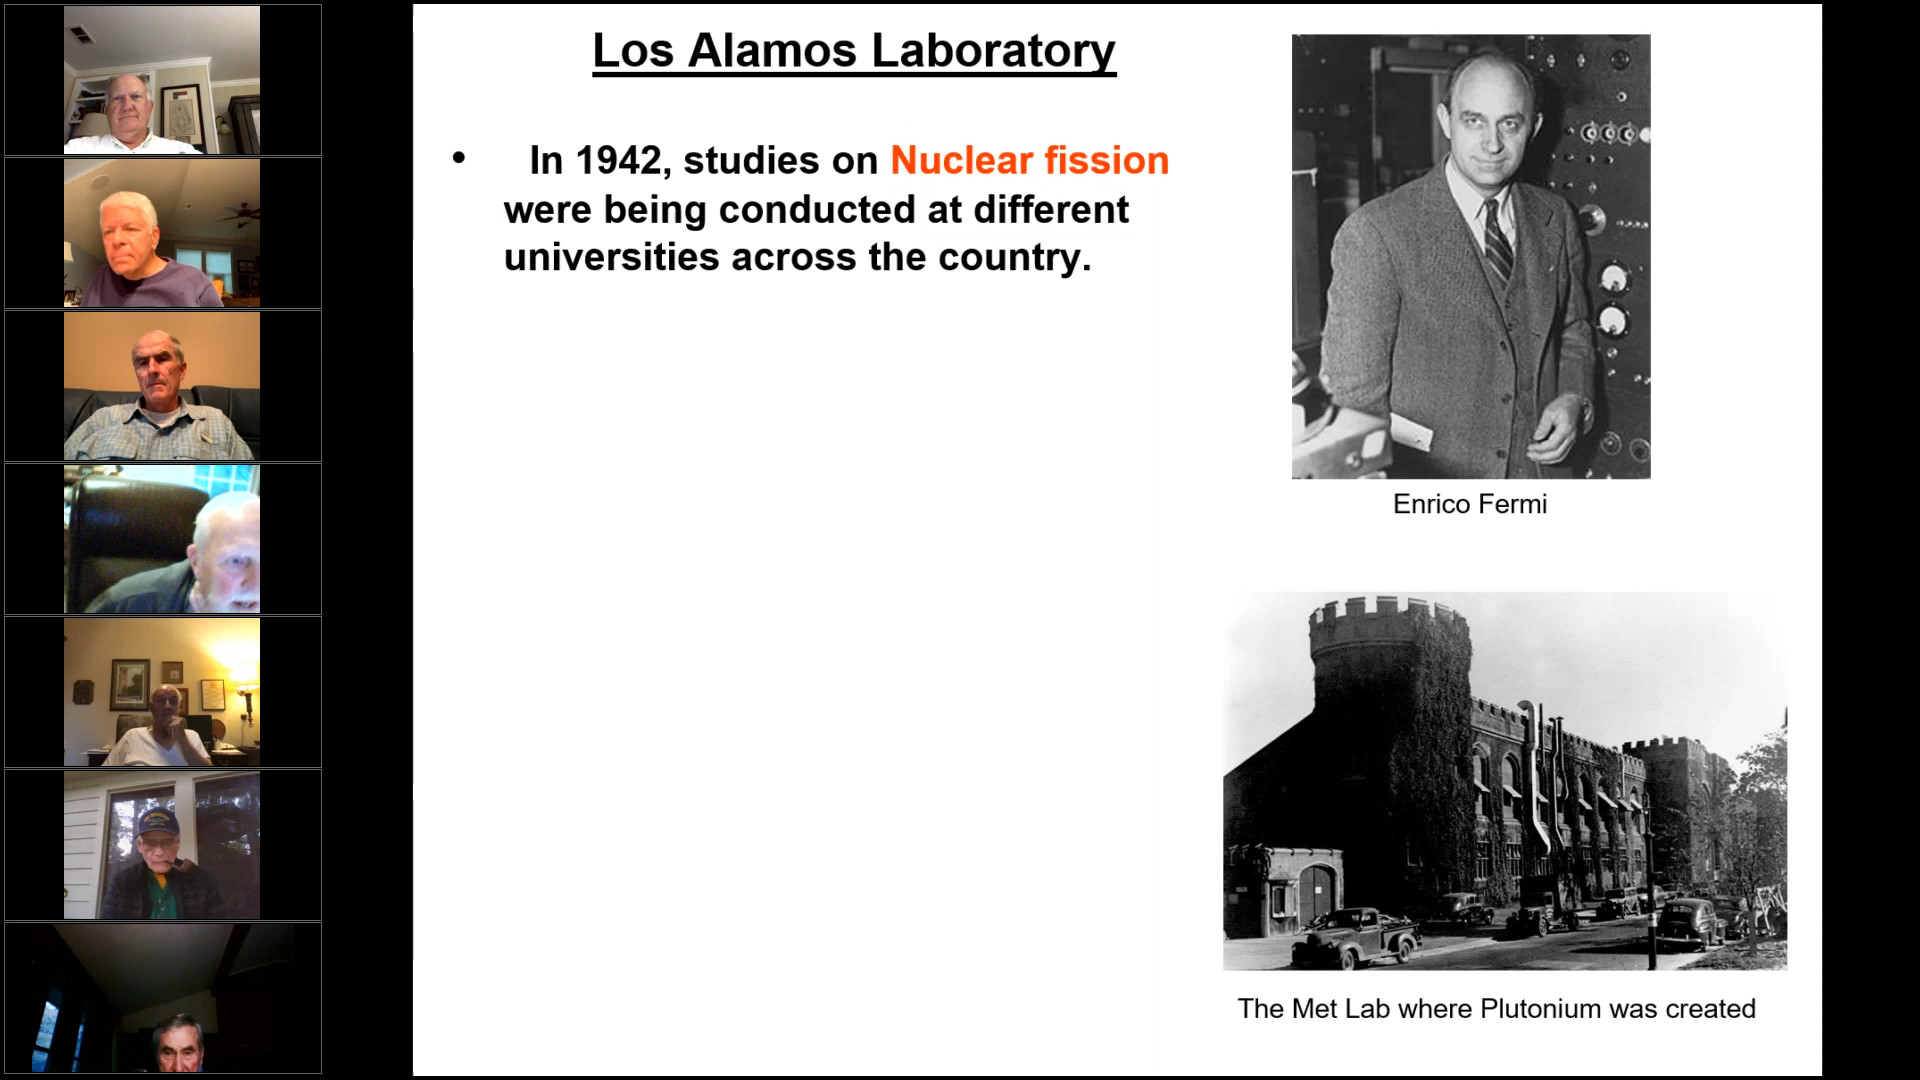 Los Alamos Laboratory
• In 1942, studies on Nuclear fission
were being conducted at different
universities across the country.
Enrico Fermi
The Met Lab where Plutonium was created